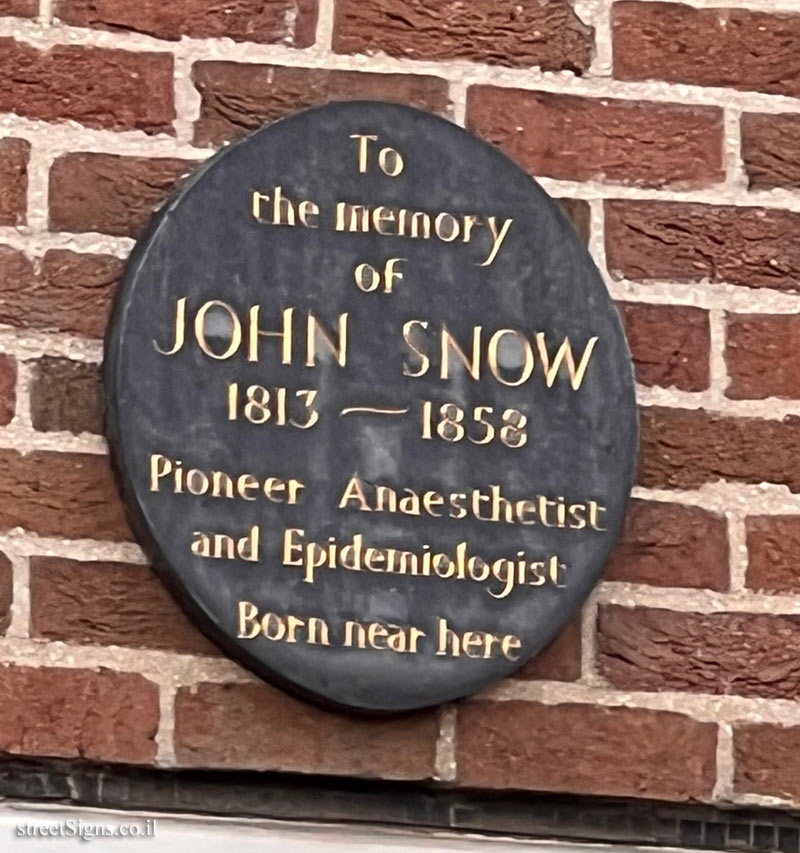 To
the memory
of
JOHN SNOW
1813 — 1858
Pioneer Anaesthetist
and Epidemiologist
Born near here
streetSigns.co.il